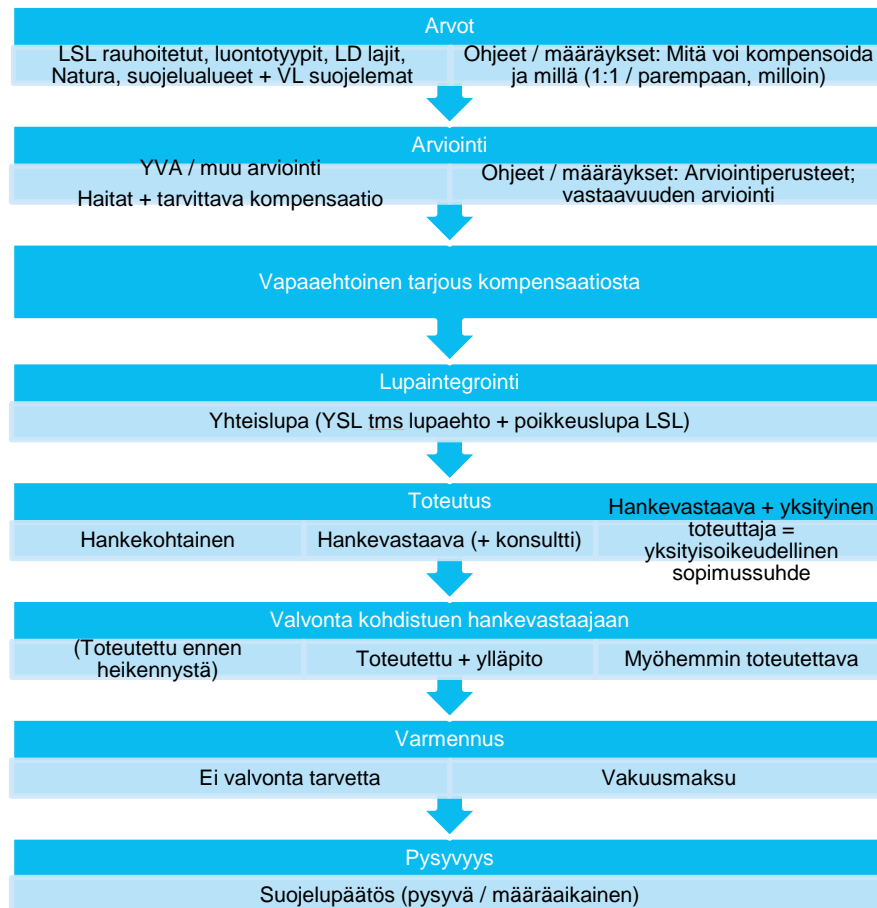 Arvot
LSL rauhoitetut, luontotyypit, LD lajit,
Natura, suojelualueet + VL suojelemat
Ohjeet / määräykset: Mitä voi kompensoida
ja millä (1:1 / parempaan, milloin)
Arviointi
YVA / muu arviointi
Haitat + tarvittava kompensaatio
Ohjeet / määräykset: Arviointiperusteet;
vastaavuuden arviointi
Vapaaehtoinen tarjous kompensaatiosta
Lupaintegrointi
Yhteislupa (YSL tms lupaehto + poikkeuslupa LSL)
Toteutus
Hankekohtainen
Hankevastaava (+ konsultti)
Hankevastaava + yksityinen
toteuttaja =
yksityisoikeudellinen
sopimussuhde
Valvonta kohdistuen hankevastaajaan
(Toteutettu ennen
heikennystä)
Toteutettu + ylläpito
Myöhemmin toteutettava
Varmennus
Ei valvonta tarvetta
Vakuusmaksu
Pysyvyys
Suojelupäätös (pysyvä / määräaikainen)